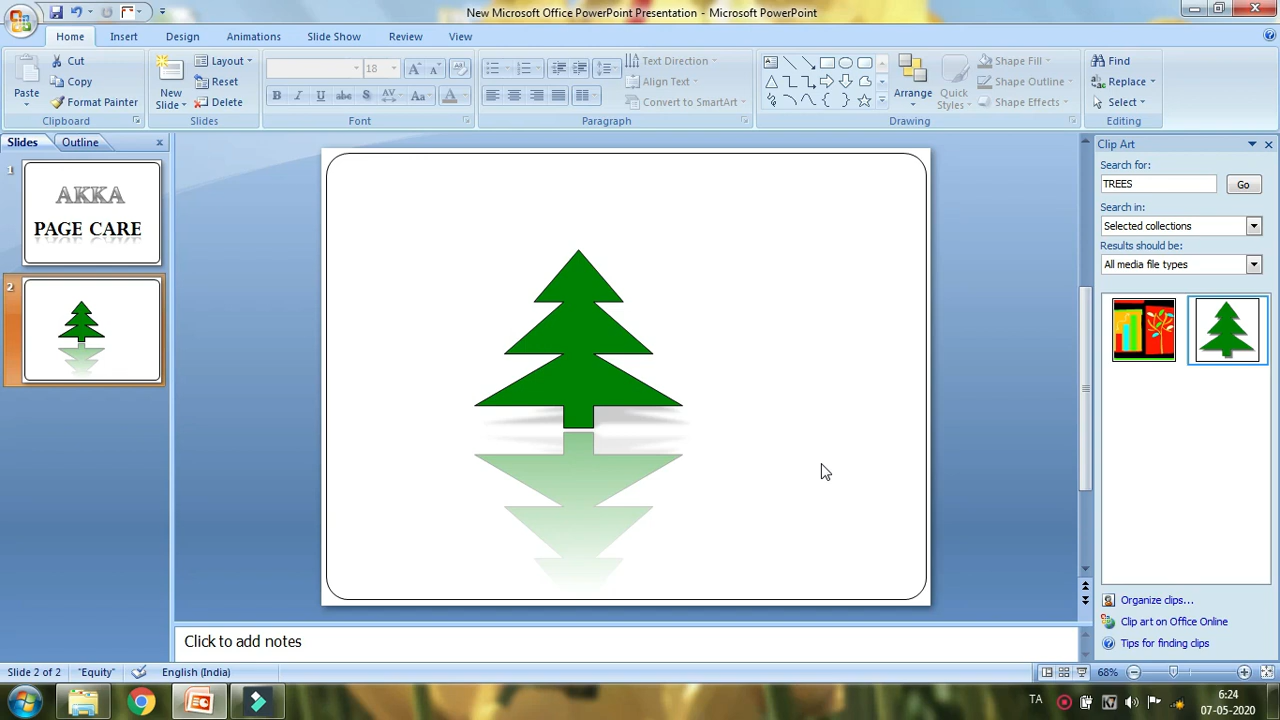 New Microsoft Office PowerPoint Presentation - Microsoft PowerPoint
Home Insert Design Animations Slide Show Review View
Paste
Cut
Copy
Format Painter
Clipboard
New Slide
Layout
Reset
Delete
Slides
18
B I U abc S AV Aa A
Font
Text Direction
Align Text
Convert to SmartArt
Paragraph
Arrange
Quick Styles
Shape Fill
Shape Outline
Shape Effects
Drawing
Find
Replace
Select
Editing
Slides Outline
1
AKKA
PAGE CARE
2
Clip Art
Search for:
TREES Go
Search in:
Selected collections
Results should be:
All media file types
Organize clips...
Clip art on Office Online
Tips for finding clips
Click to add notes
Slide 2 of 2 "Equity" English (India) 68%
TA 6:24
07-05-2020